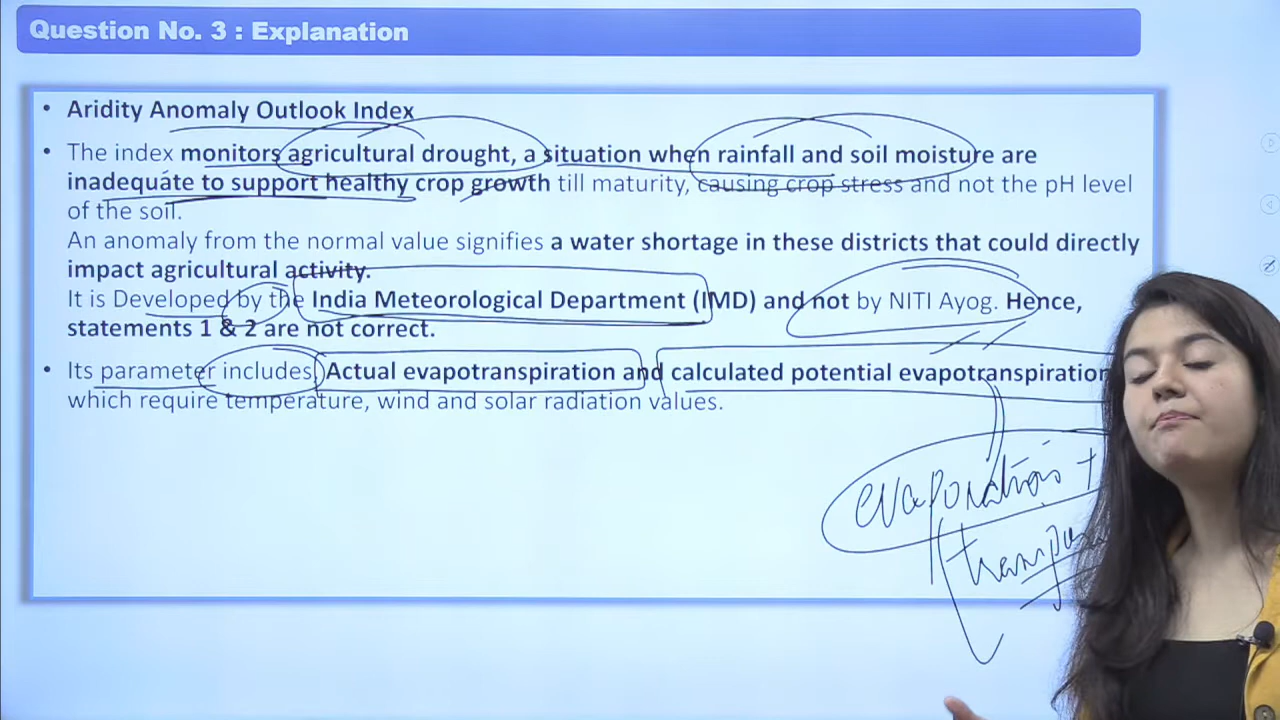 Question No. 3 : Explanation
• Aridity Anomaly Outlook Index
• The index monitors agricultural drought, a situation when rainfall and soil moisture are
inadequate to support healthy crop growth till maturity, causing crop stress and not the pH level
of the soil.
An anomaly from the normal value signifies a water shortage in these districts that could directly
impact agricultural activity.
It is Developed by the India Meteorological Department (IMD) and not by NITI Ayog. Hence,
statements 1 & 2 are not correct.
• Its parameter includes Actual evapotranspiration and calculated potential evapotranspiration
which require temperature, wind and solar radiation values.
evaporation +